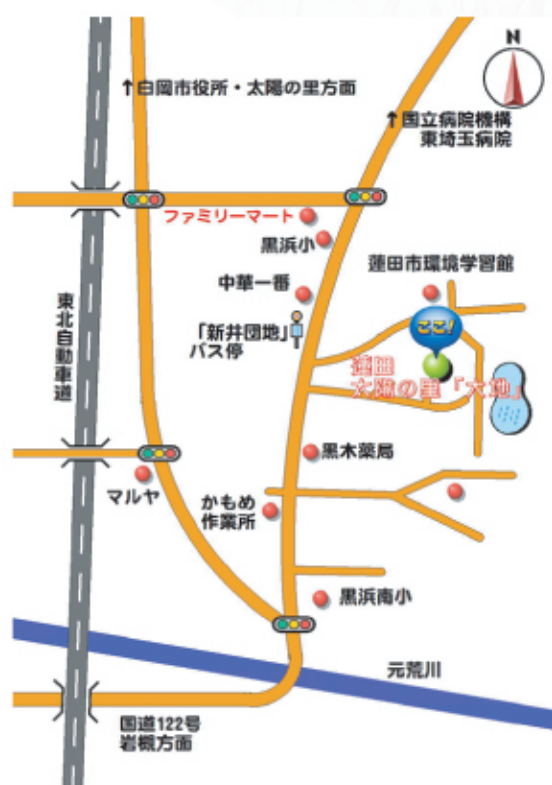 N
↑白岡市役所・太陽の里方面
↑国立病院機構
東埼玉病院
ファミリーマート
黒浜小
蓮田市環境学習館
中華一番
「新井団地」
バス停
ここ!
東北自動車道
蓮田
太陽の里「大地」
黒木薬局
マルヤ
かもめ
作業所
黒浜南小
元荒川
国道122号
岩槻方面